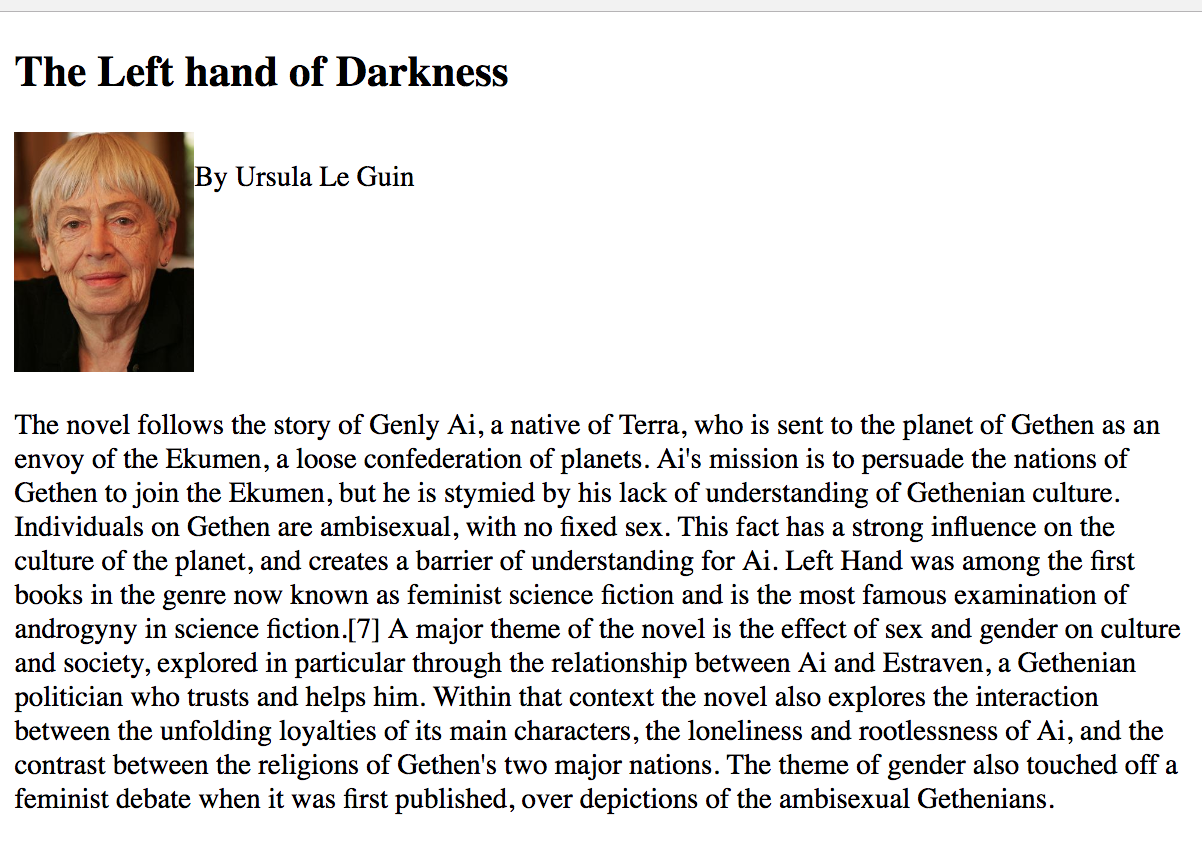 The Left hand of Darkness
By Ursula Le Guin
The novel follows the story of Genly Ai, a native of Terra, who is sent to the planet of Gethen as an
envoy of the Ekumen, a loose confederation of planets. Ai's mission is to persuade the nations of
Gethen to join the Ekumen, but he is stymied by his lack of understanding of Gethenian culture.
Individuals on Gethen are ambisexual, with no fixed sex. This fact has a strong influence on the
culture of the planet, and creates a barrier of understanding for Ai. Left Hand was among the first
books in the genre now known as feminist science fiction and is the most famous examination of
androgyny in science fiction.[7] A major theme of the novel is the effect of sex and gender on culture
and society, explored in particular through the relationship between Ai and Estraven, a Gethenian
politician who trusts and helps him. Within that context the novel also explores the interaction
between the unfolding loyalties of its main characters, the loneliness and rootlessness of Ai, and the
contrast between the religions of Gethen's two major nations. The theme of gender also touched off a
feminist debate when it was first published, over depictions of the ambisexual Gethenians.